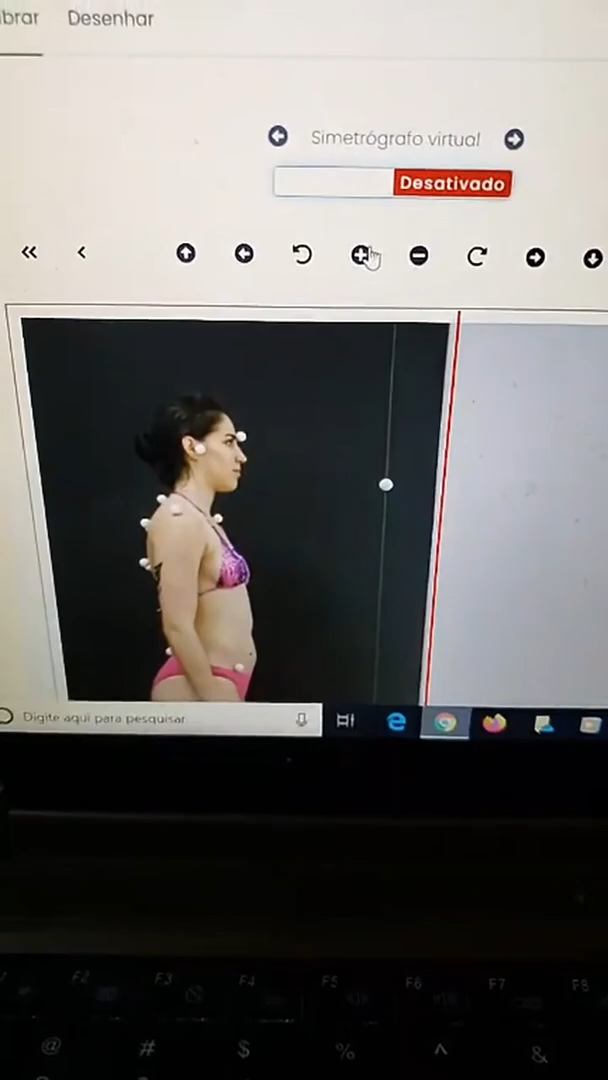 brar Desenhar
Simetrógrafo virtual
Desativado
Digite aqui para pesquisar
F2 F3 F4 F5 F6 F7 F8
@ # $ % ^ &